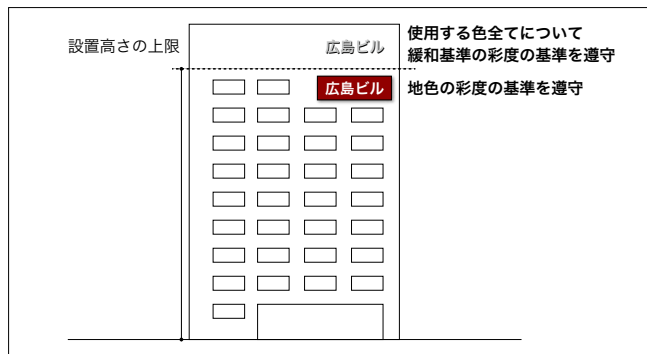 設置高さの上限
広島ビル
使用する色全てについて
緩和基準の彩度の基準を遵守
広島ビル
地色の彩度の基準を遵守